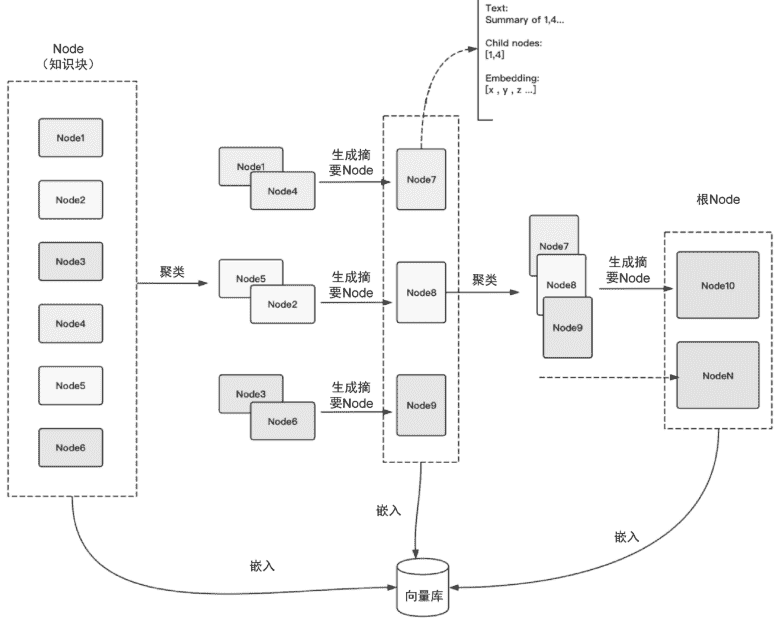 Text:
Summary of 1,4...
Child nodes:
[1,4]
Embedding:
[x , y , z ...]
Node
（知识块）
Node1
Node2
Node3
Node4
Node5
Node6
聚类
Node1
Node4
生成摘
要Node
Node7
Node5
Node2
生成摘
要Node
Node8
Node3
Node6
生成摘
要Node
Node9
聚类
Node7
Node8
Node9
生成摘
要Node
根Node
Node10
NodeN
嵌入
嵌入
嵌入
向量库